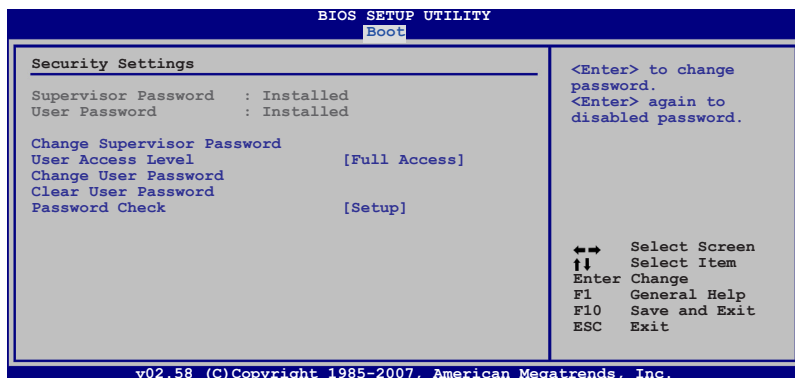 BIOS SETUP UTILITY
Boot
Security Settings
Supervisor Password : Installed
User Password : Installed
Change Supervisor Password
User Access Level [Full Access]
Change User Password
Clear User Password
Password Check [Setup]
<Enter> to change
password.
<Enter> again to
disabled password.
←→ Select Screen
↑↓ Select Item
Enter Change
F1 General Help
F10 Save and Exit
ESC Exit
v02.58 (C)Copyright 1985-2007, American Megatrends, Inc.